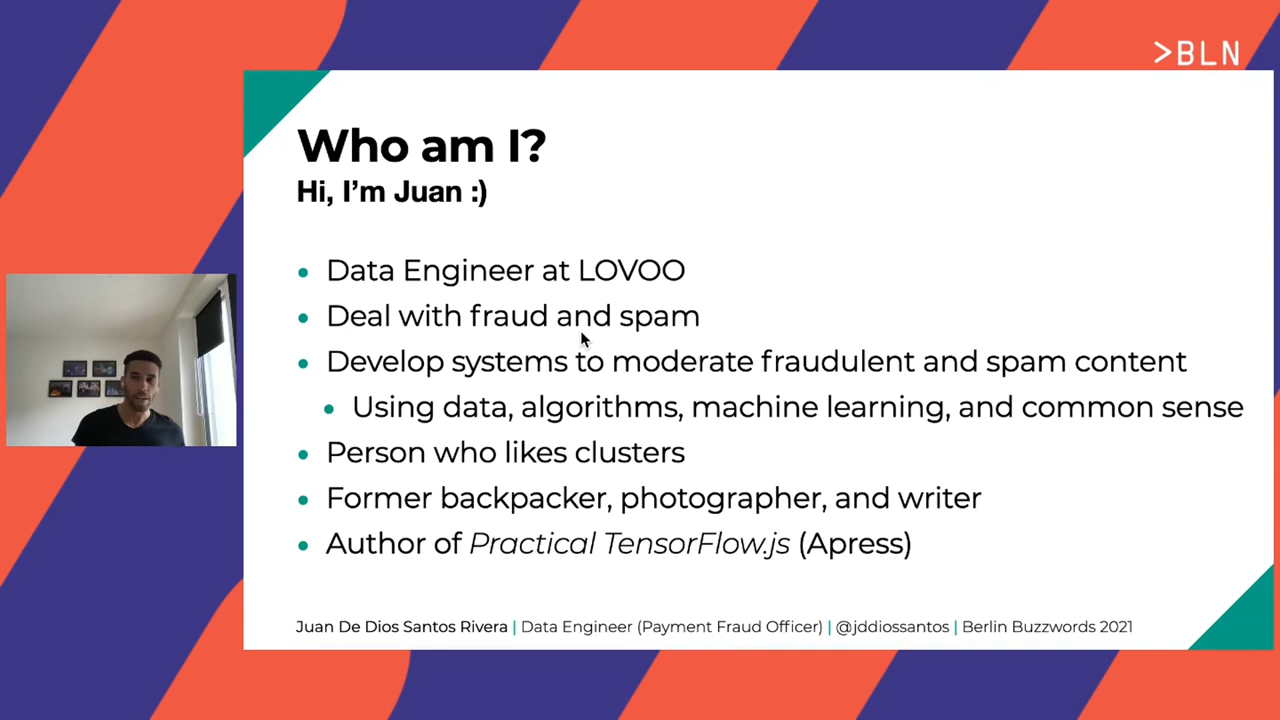 >BLN
Who am I?
Hi, I’m Juan :)
• Data Engineer at LOVOO
• Deal with fraud and spam
• Develop systems to moderate fraudulent and spam content
• Using data, algorithms, machine learning, and common sense
• Person who likes clusters
• Former backpacker, photographer, and writer
• Author of Practical TensorFlow.js (Apress)
Juan De Dios Santos Rivera | Data Engineer (Payment Fraud Officer) | @jddiossantos | Berlin Buzzwords 2021